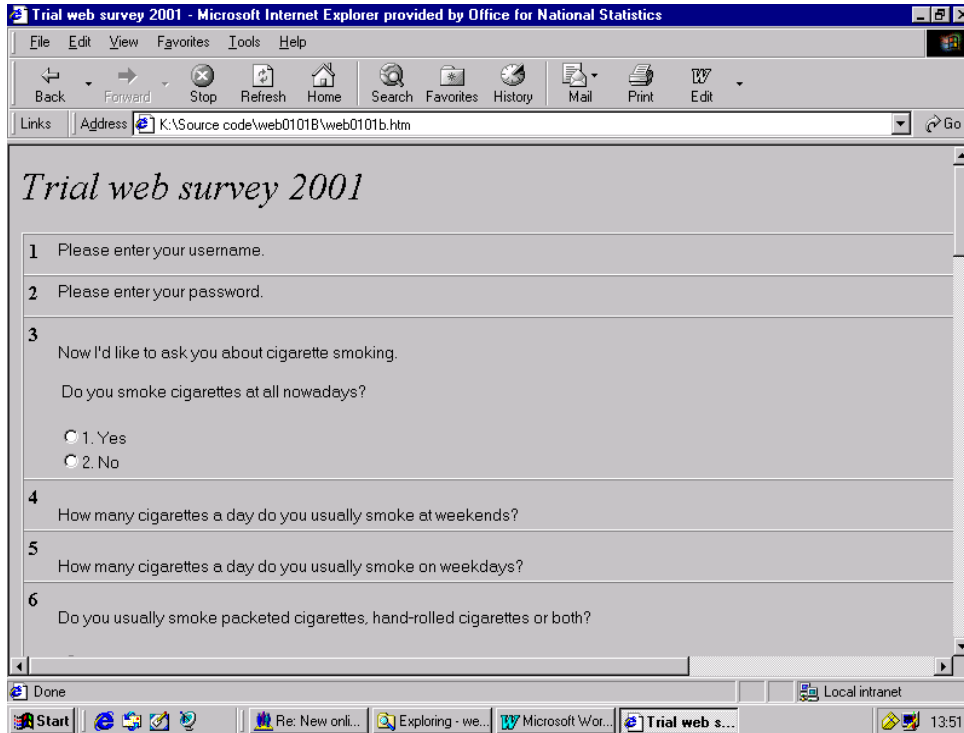 Trial web survey 2001 - Microsoft Internet Explorer provided by Office for National Statistics
File Edit View Favorites Tools Help
Back Forward Stop Refresh Home Search Favorites History Mail Print Edit
Links Address K:\Source code\web0101B\web0101b.htm Go
Trial web survey 2001
1 Please enter your username.
2 Please enter your password.
3
Now I'd like to ask you about cigarette smoking.
Do you smoke cigarettes at all nowadays?
1. Yes
2. No
4
How many cigarettes a day do you usually smoke at weekends?
5
How many cigarettes a day do you usually smoke on weekdays?
6
Do you usually smoke packeted cigarettes, hand-rolled cigarettes or both?
Done Local intranet
Start Re: New onli... Exploring - we... Microsoft Wor... Trial web s... 13:51